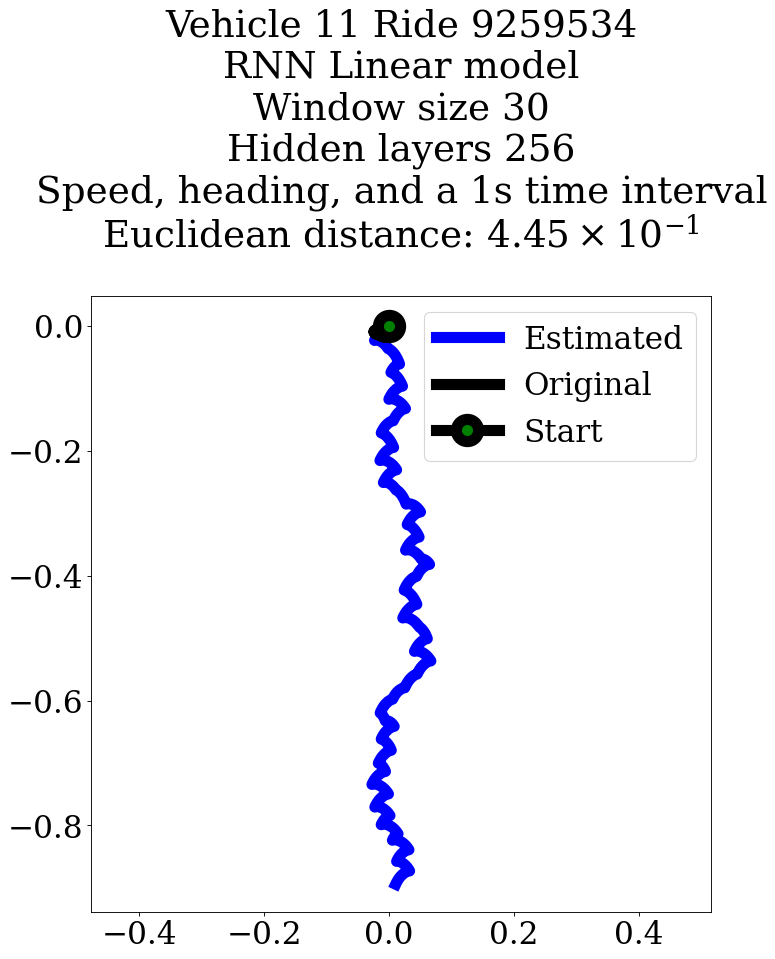 Vehicle 11 Ride 9259534
RNN Linear model
Window size 30
Hidden layers 256
Speed, heading, and a 1s time interval
Euclidean distance: 4.45 × 10⁻¹
Estimated
Original
Start
0.0
−0.2
−0.4
−0.6
−0.8
−0.4 −0.2 0.0 0.2 0.4